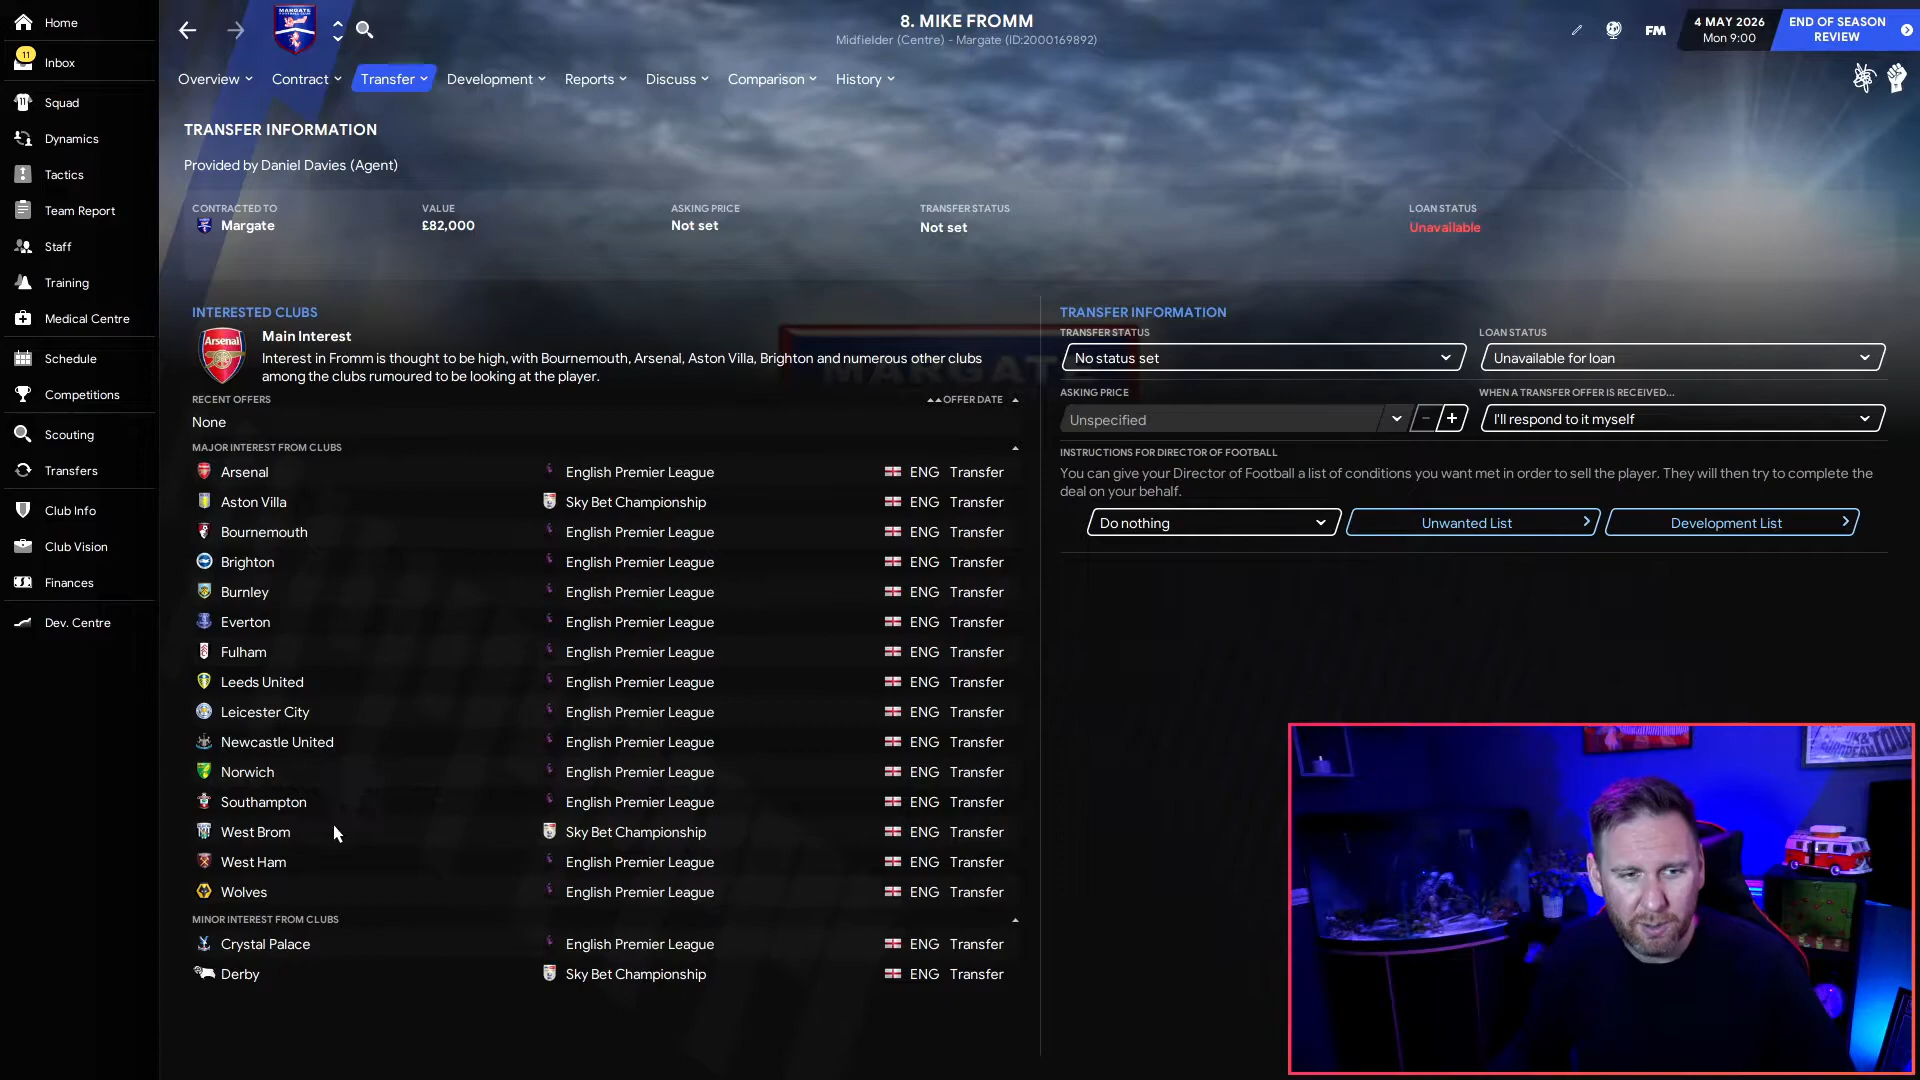 Home
11
Inbox
Squad
Dynamics
Tactics
Team Report
Staff
Training
Medical Centre
Schedule
Competitions
Scouting
Transfers
Club Info
Club Vision
Finances
Dev. Centre
MARGATE
8. MIKE FROMM
Midfielder (Centre) - Margate (ID:2000169892)
FM
4 MAY 2026
Mon 9:00
END OF SEASON
REVIEW
Overview Contract Transfer Development Reports Discuss Comparison History
TRANSFER INFORMATION
Provided by Daniel Davies (Agent)
CONTRACTED TO VALUE ASKING PRICE TRANSFER STATUS LOAN STATUS
Margate £82,000 Not set Not set Unavailable
INTERESTED CLUBS
Arsenal
Main Interest
Interest in Fromm is thought to be high, with Bournemouth, Arsenal, Aston Villa, Brighton and numerous other clubs
among the clubs rumoured to be looking at the player.
RECENT OFFERS OFFER DATE
None
MAJOR INTEREST FROM CLUBS
Arsenal English Premier League ENG Transfer
Aston Villa Sky Bet Championship ENG Transfer
Bournemouth English Premier League ENG Transfer
Brighton English Premier League ENG Transfer
Burnley English Premier League ENG Transfer
Everton English Premier League ENG Transfer
Fulham English Premier League ENG Transfer
Leeds United English Premier League ENG Transfer
Leicester City English Premier League ENG Transfer
Newcastle United English Premier League ENG Transfer
Norwich English Premier League ENG Transfer
Southampton English Premier League ENG Transfer
West Brom Sky Bet Championship ENG Transfer
West Ham English Premier League ENG Transfer
Wolves English Premier League ENG Transfer
MINOR INTEREST FROM CLUBS
Crystal Palace English Premier League ENG Transfer
Derby Sky Bet Championship ENG Transfer
TRANSFER INFORMATION
TRANSFER STATUS LOAN STATUS
No status set Unavailable for loan
ASKING PRICE WHEN A TRANSFER OFFER IS RECEIVED...
Unspecified - + I'll respond to it myself
INSTRUCTIONS FOR DIRECTOR OF FOOTBALL
You can give your Director of Football a list of conditions you want met in order to sell the player. They will then try to complete the
deal on your behalf.
Do nothing Unwanted List Development List
MARGATE
UK &
EUROPEAN TOUR